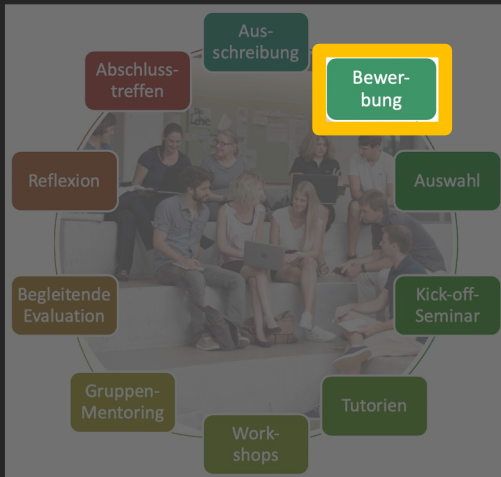 Aus-
schreibung
Bewer-
bung
Auswahl
Kick-off-
Seminar
Tutorien
Work-
shops
Gruppen-
Mentoring
Begleitende
Evaluation
Reflexion
Abschluss-
treffen